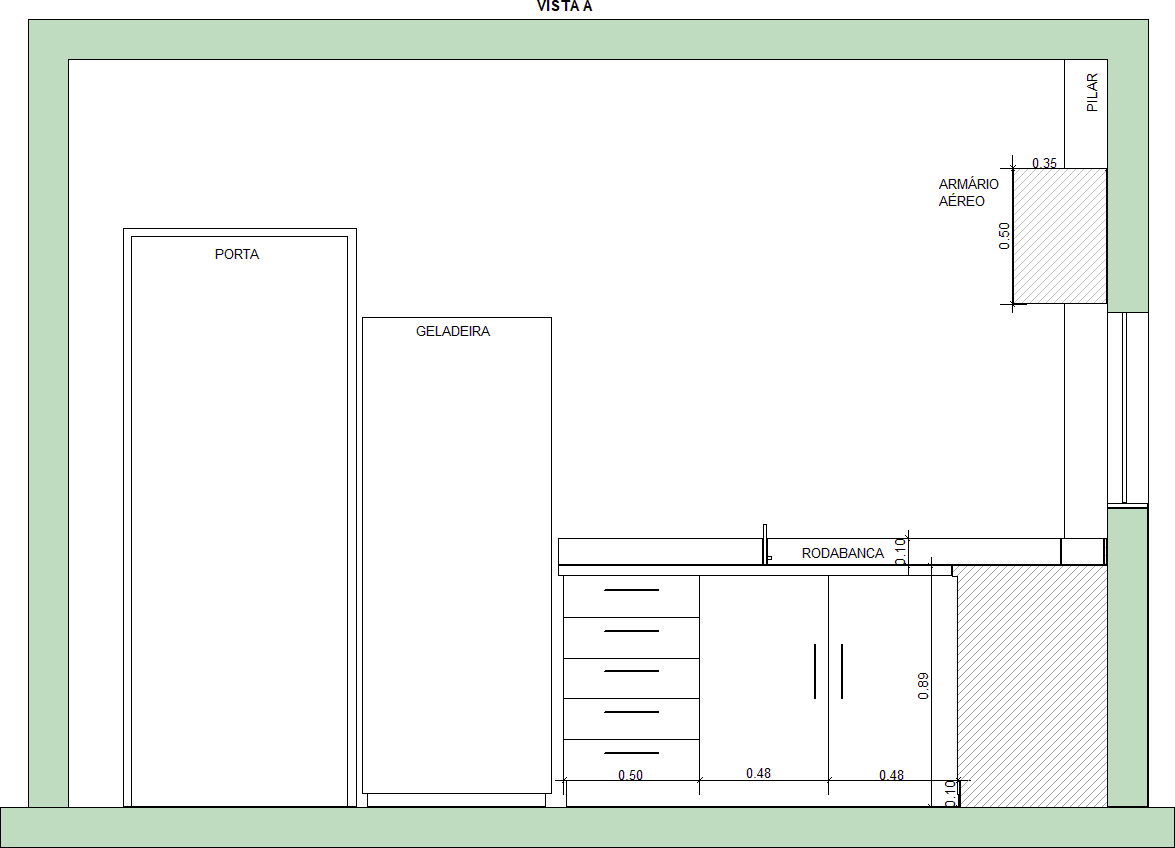 VISTA A
PILAR
0.35
ARMÁRIO
AÉREO
0.50
PORTA
GELADEIRA
RODABANCA
0.10
0.89
0.50
0.48
0.48
0.10